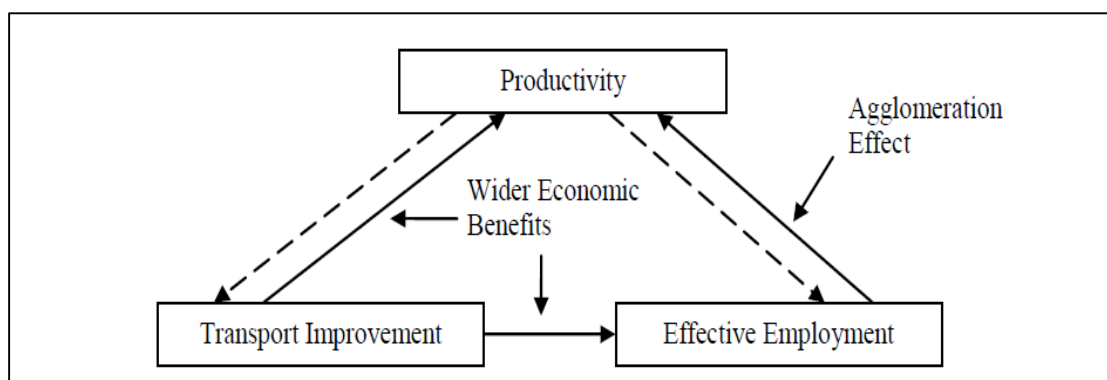 Productivity
Agglomeration
Effect
Wider Economic
Benefits
Transport Improvement
Effective Employment